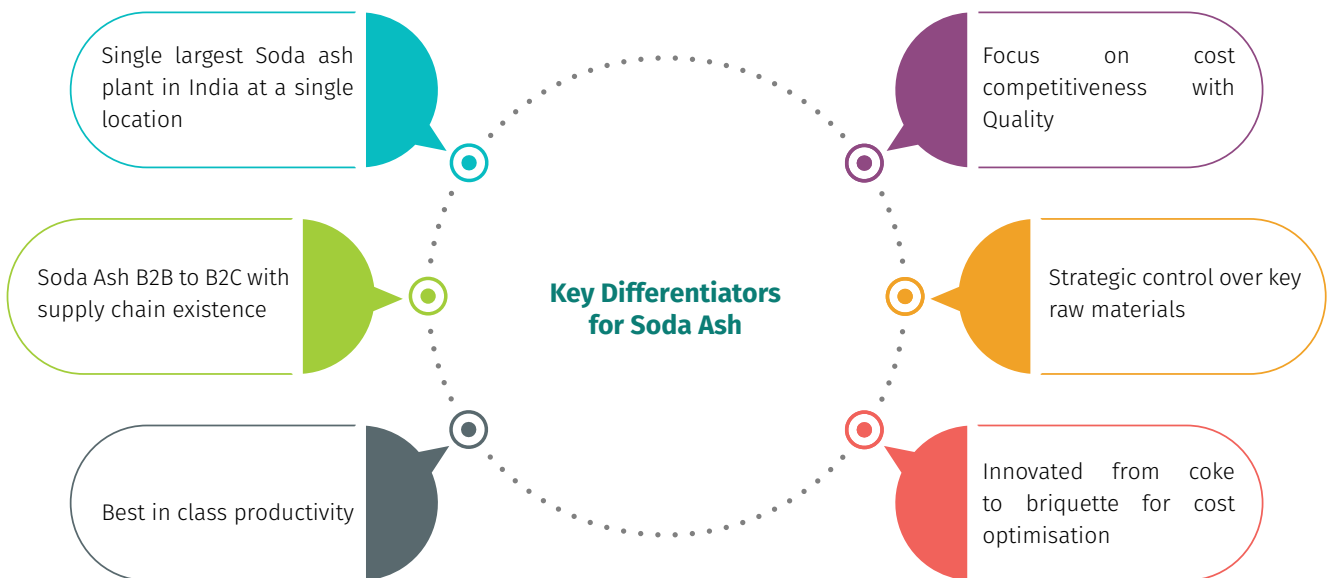 Single largest Soda ash
plant in India at a single
location
Focus on cost
competitiveness with
Quality
Soda Ash B2B to B2C with
supply chain existence
Key Differentiators
for Soda Ash
Strategic control over key
raw materials
Best in class productivity
Innovated from coke
to briquette for cost
optimisation